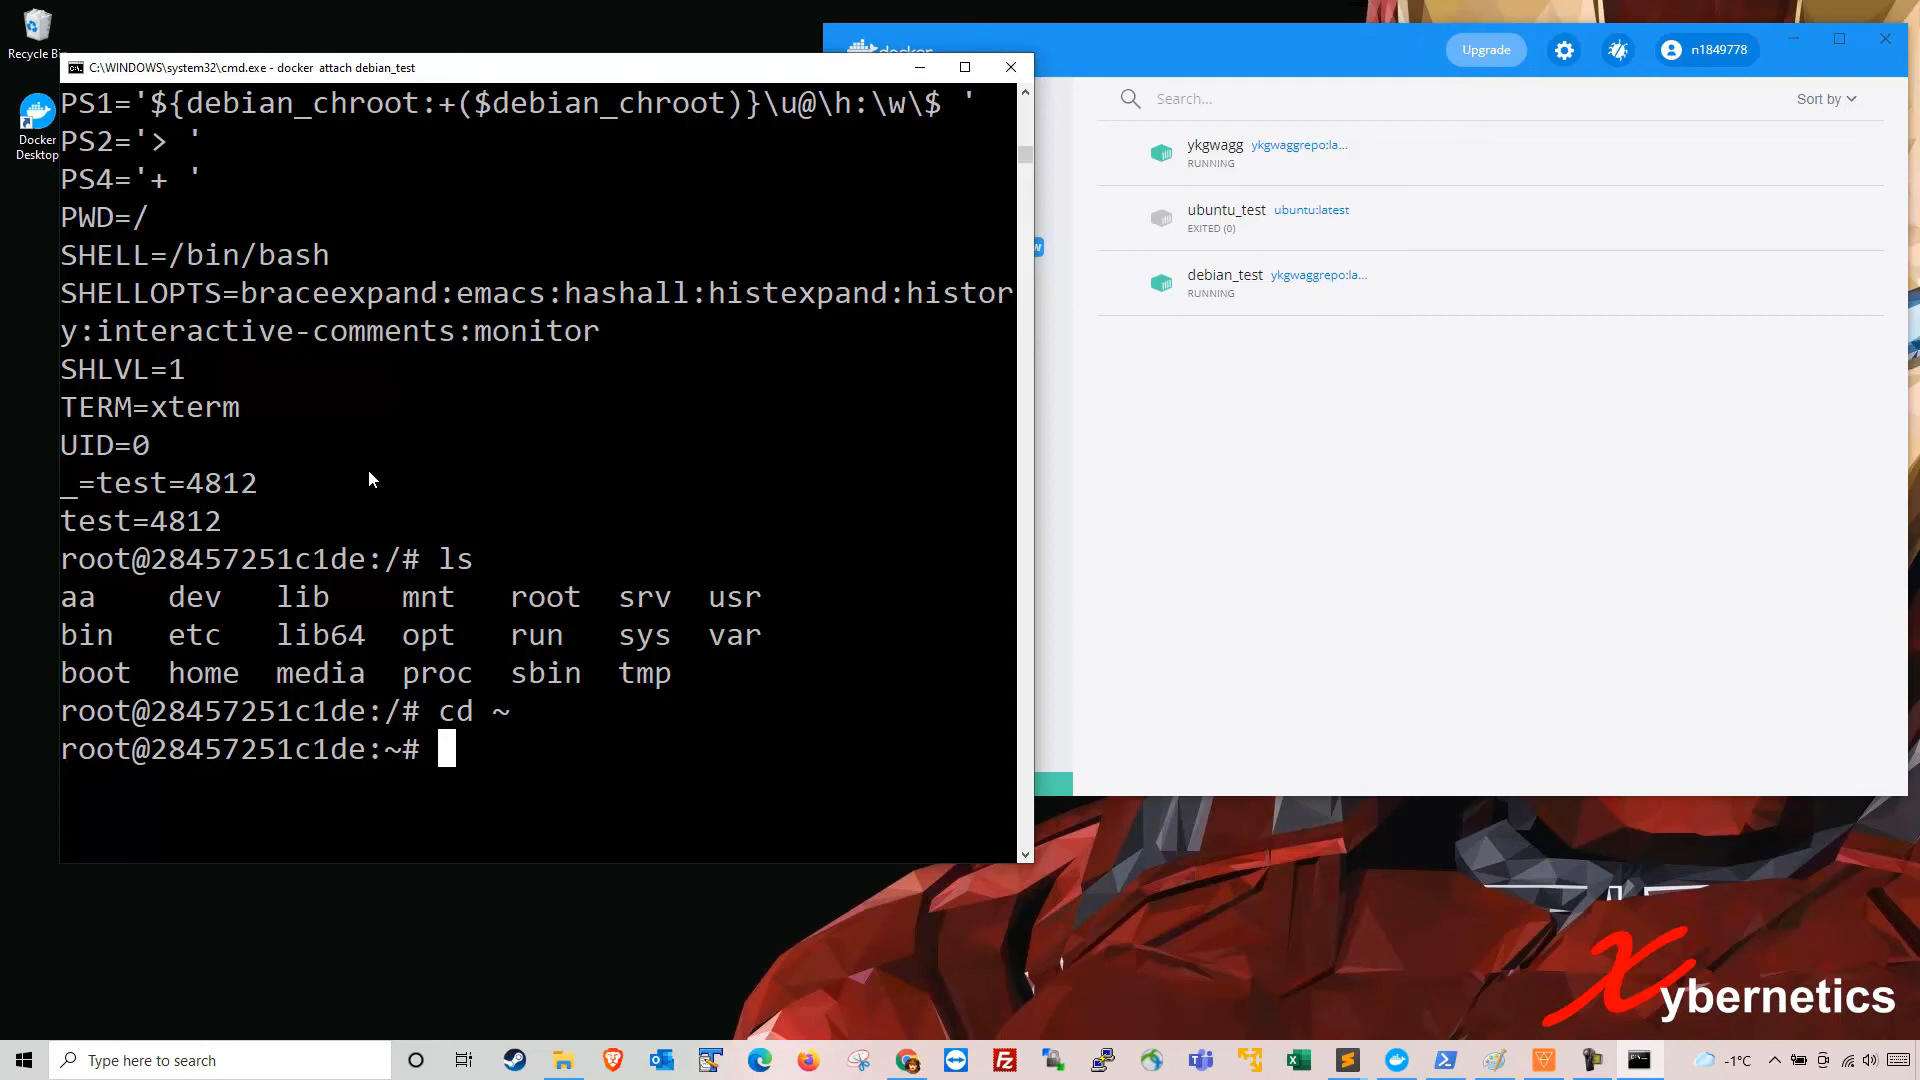 Recycle Bi
Docker
Desktop
C:\WINDOWS\system32\cmd.exe - docker  attach debian_test
PS1='${debian_chroot:+($debian_chroot)}\u@\h:\w\$ '
PS2='> '
PS4='+ '
PWD=/
SHELL=/bin/bash
SHELLOPTS=braceexpand:emacs:hashall:histexpand:histor
y:interactive-comments:monitor
SHLVL=1
TERM=xterm
UID=0
_=test=4812
test=4812
root@28457251c1de:/# ls
aa    dev   lib    mnt   root  srv  usr
bin   etc   lib64  opt   run   sys  var
boot  home  media  proc  sbin  tmp
root@28457251c1de:/# cd ~
root@28457251c1de:~#
docker
Upgrade
n1849778
Search...
Sort by
ykgwagg ykgwaggrepo:la...
RUNNING
ubuntu_test ubuntu:latest
EXITED (0)
debian_test ykgwaggrepo:la...
RUNNING
Xybernetics
Type here to search
-1°C